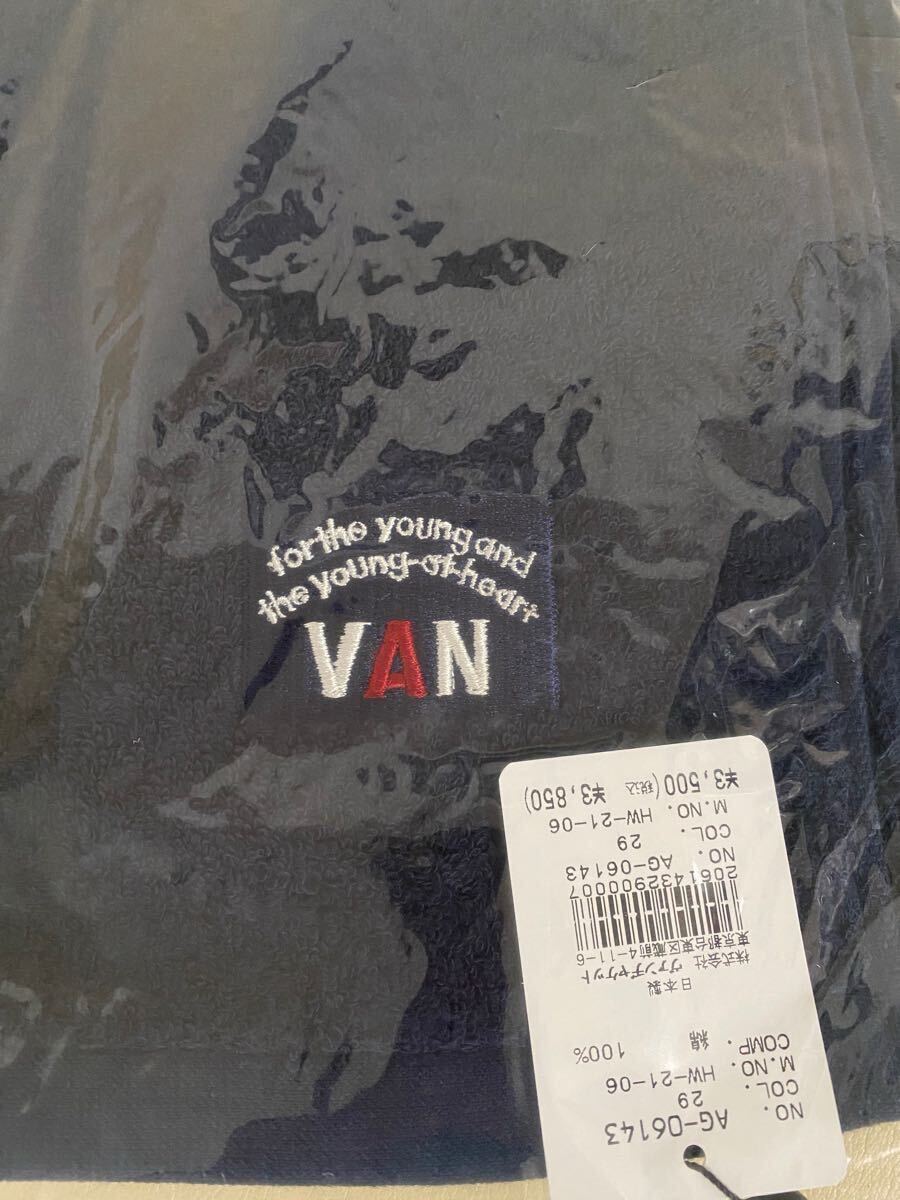 for the young and
the young-at-heart
VAN
NO. AG-06143
COL. 29
M.NO. HW-21-06
COMP. 綿 100%
日本製
株式会社 ヴァンヂャケット
東京都台東区蔵前4-11-6
2061432900007
NO. AG-06143
COL. 29
M.NO. HW-21-06
¥3,500(税込 ¥3,850)